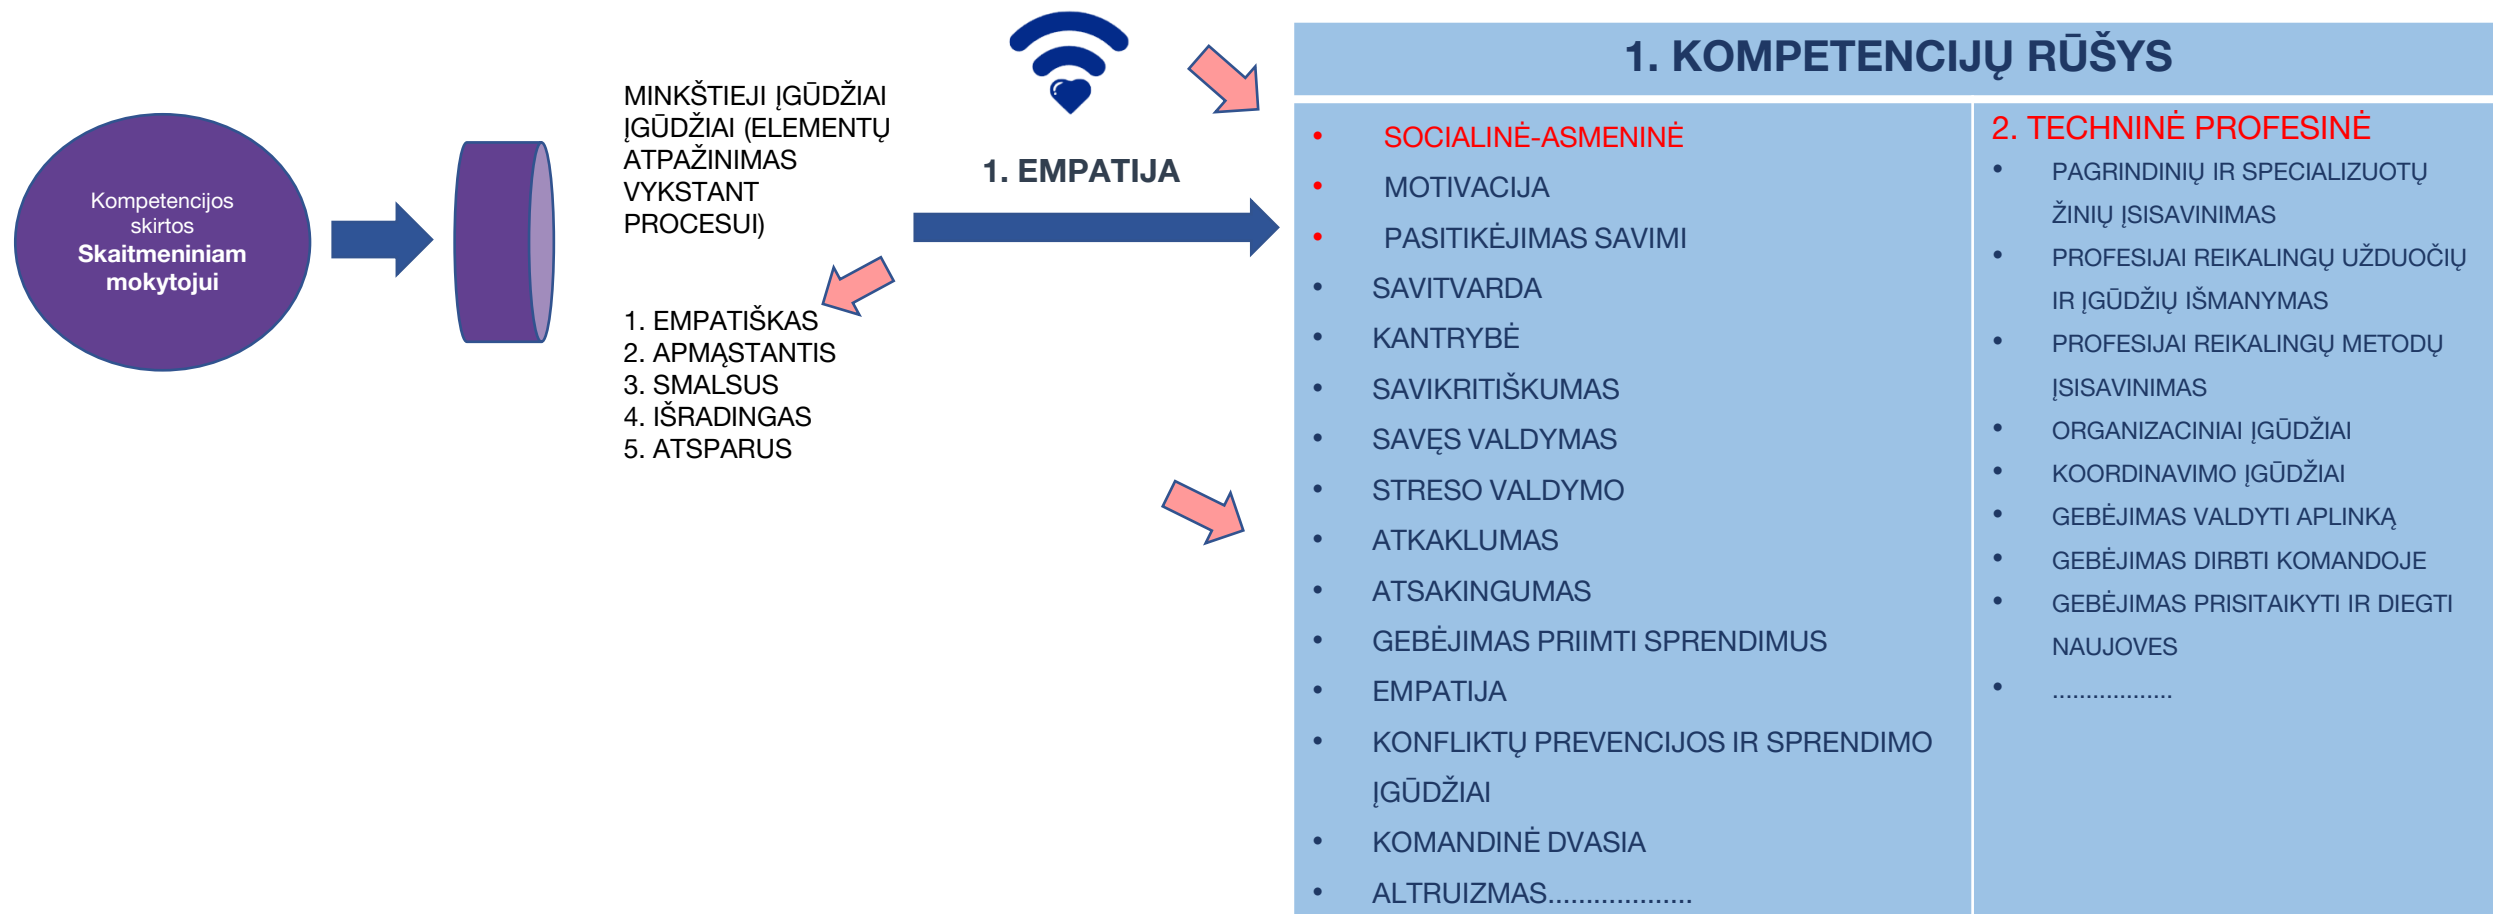 Kompetencijos
skirtos
Skaitmeniniam
mokytojui
MINKŠTIEJI ĮGŪDŽIAI
ĮGŪDŽIAI (ELEMENTŲ
ATPAŽINIMAS
VYKSTANT
PROCESUI)
1. EMPATIŠKAS
2. APMĄSTANTIS
3. SMALSUS
4. IŠRADINGAS
5. ATSPARUS
1. EMPATIJA
1. KOMPETENCIJŲ RŪŠYS
• SOCIALINĖ-ASMENINĖ
• MOTIVACIJA
• PASITIKĖJIMAS SAVIMI
• SAVITVARDA
• KANTRYBĖ
• SAVIKRITIŠKUMAS
• SAVĘS VALDYMAS
• STRESO VALDYMO
• ATKAKLUMAS
• ATSAKINGUMAS
• GEBĖJIMAS PRIIMTI SPRENDIMUS
• EMPATIJA
• KONFLIKTŲ PREVENCIJOS IR SPRENDIMO
ĮGŪDŽIAI
• KOMANDINĖ DVASIA
• ALTRUIZMAS...................
2. TECHNINĖ PROFESINĖ
• PAGRINDINIŲ IR SPECIALIZUOTŲ
ŽINIŲ ĮSISAVINIMAS
• PROFESIJAI REIKALINGŲ UŽDUOČIŲ
IR ĮGŪDŽIŲ IŠMANYMAS
• PROFESIJAI REIKALINGŲ METODŲ
ĮSISAVINIMAS
• ORGANIZACINIAI ĮGŪDŽIAI
• KOORDINAVIMO ĮGŪDŽIAI
• GEBĖJIMAS VALDYTI APLINKĄ
• GEBĖJIMAS DIRBTI KOMANDOJE
• GEBĖJIMAS PRISITAIKYTI IR DIEGTI
NAUJOVES
• ..................